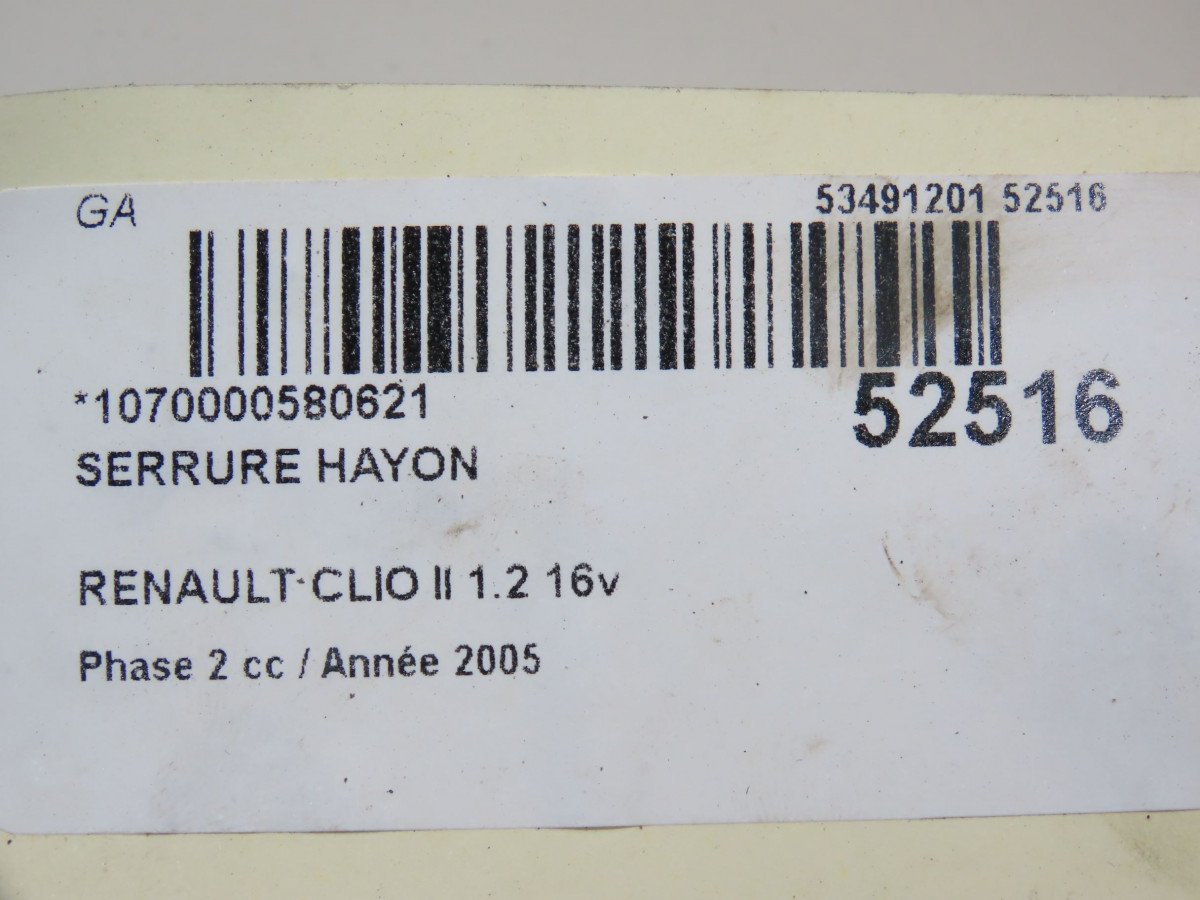 GA
53491201 52516
*1070000580621
52516
SERRURE HAYON
RENAULT CLIO II 1.2 16v
Phase 2 cc / Année 2005